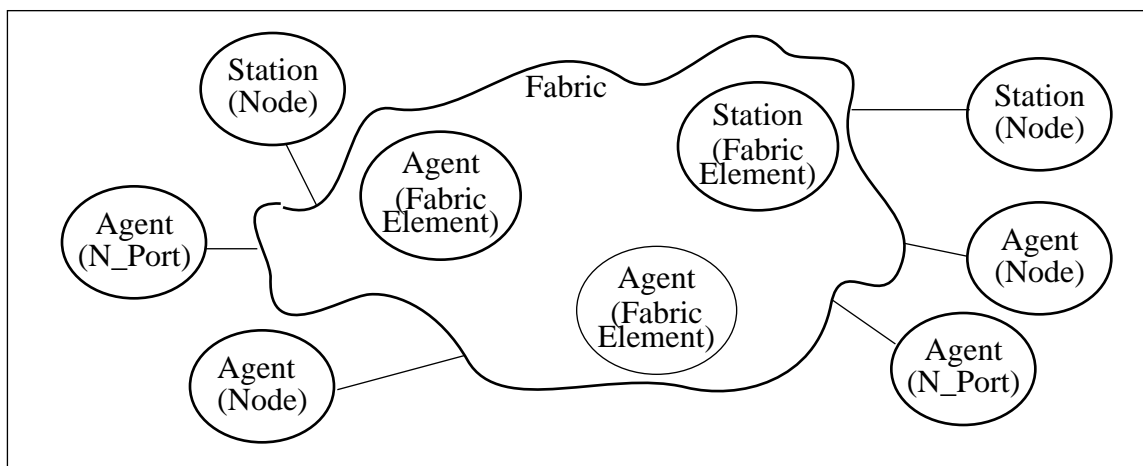 Fabric
Station
(Node)
Station
(Fabric
Element)
Station
(Node)
Agent
(Fabric
Element)
Agent
(N_Port)
Agent
(Node)
Agent
(Fabric
Element)
Agent
(Node)
Agent
(N_Port)